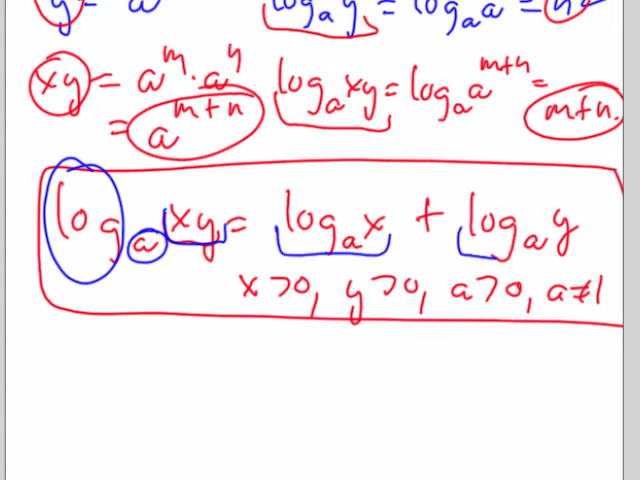 y = a log_a y = log_a a = n
xy = a^m · a^n log_a xy = log_a a^{m+n} = m+n.
= a^{m+n}
log_a xy = log_a x + log_a y
x>0, y>0, a>0, a≠1